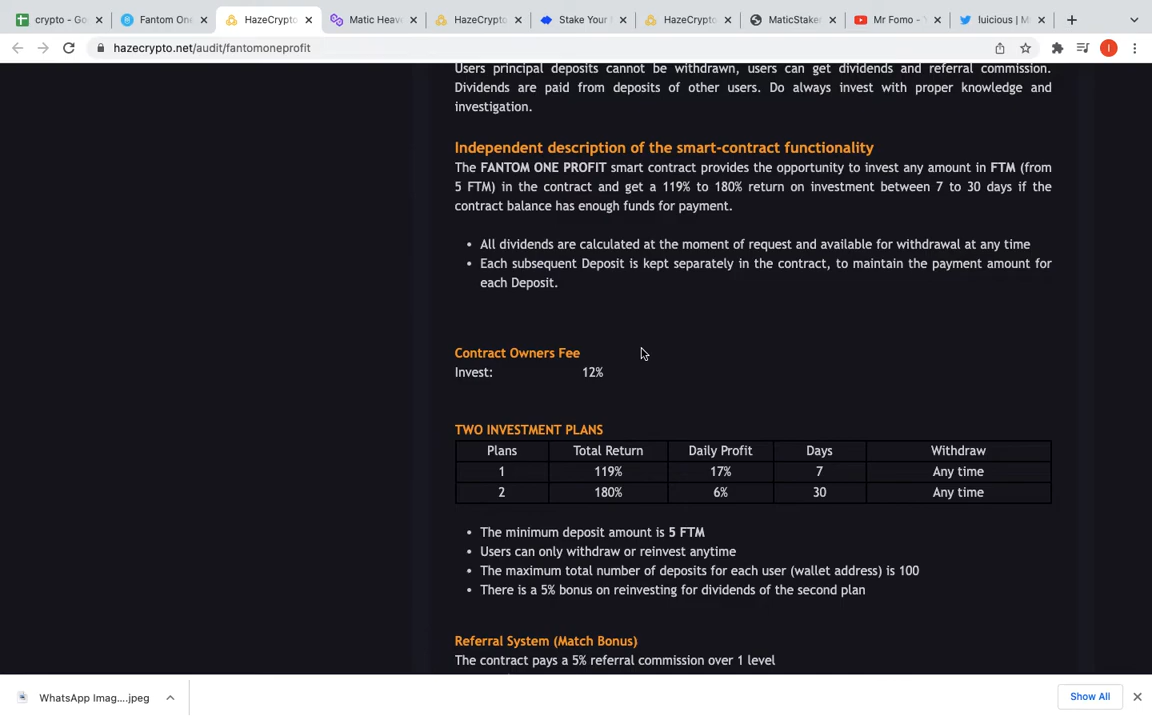 crypto - Go
Fantom One
HazeCrypto
Matic Heav
HazeCrypto
Stake Your
HazeCrypto
MaticStake
Mr Fomo - Y
luicious | M
hazecrypto.net/audit/fantomoneprofit
I
Users principal deposits cannot be withdrawn, users can get dividends and referral commission.
Dividends are paid from deposits of other users. Do always invest with proper knowledge and
investigation.
Independent description of the smart-contract functionality
The FANTOM ONE PROFIT smart contract provides the opportunity to invest any amount in FTM (from
5 FTM) in the contract and get a 119% to 180% return on investment between 7 to 30 days if the
contract balance has enough funds for payment.
• All dividends are calculated at the moment of request and available for withdrawal at any time
• Each subsequent Deposit is kept separately in the contract, to maintain the payment amount for
each Deposit.
Contract Owners Fee
Invest: 12%
TWO INVESTMENT PLANS
Plans Total Return Daily Profit Days Withdraw
1 119% 17% 7 Any time
2 180% 6% 30 Any time
• The minimum deposit amount is 5 FTM
• Users can only withdraw or reinvest anytime
• The maximum total number of deposits for each user (wallet address) is 100
• There is a 5% bonus on reinvesting for dividends of the second plan
Referral System (Match Bonus)
The contract pays a 5% referral commission over 1 level
WhatsApp Imag....jpeg
Show All